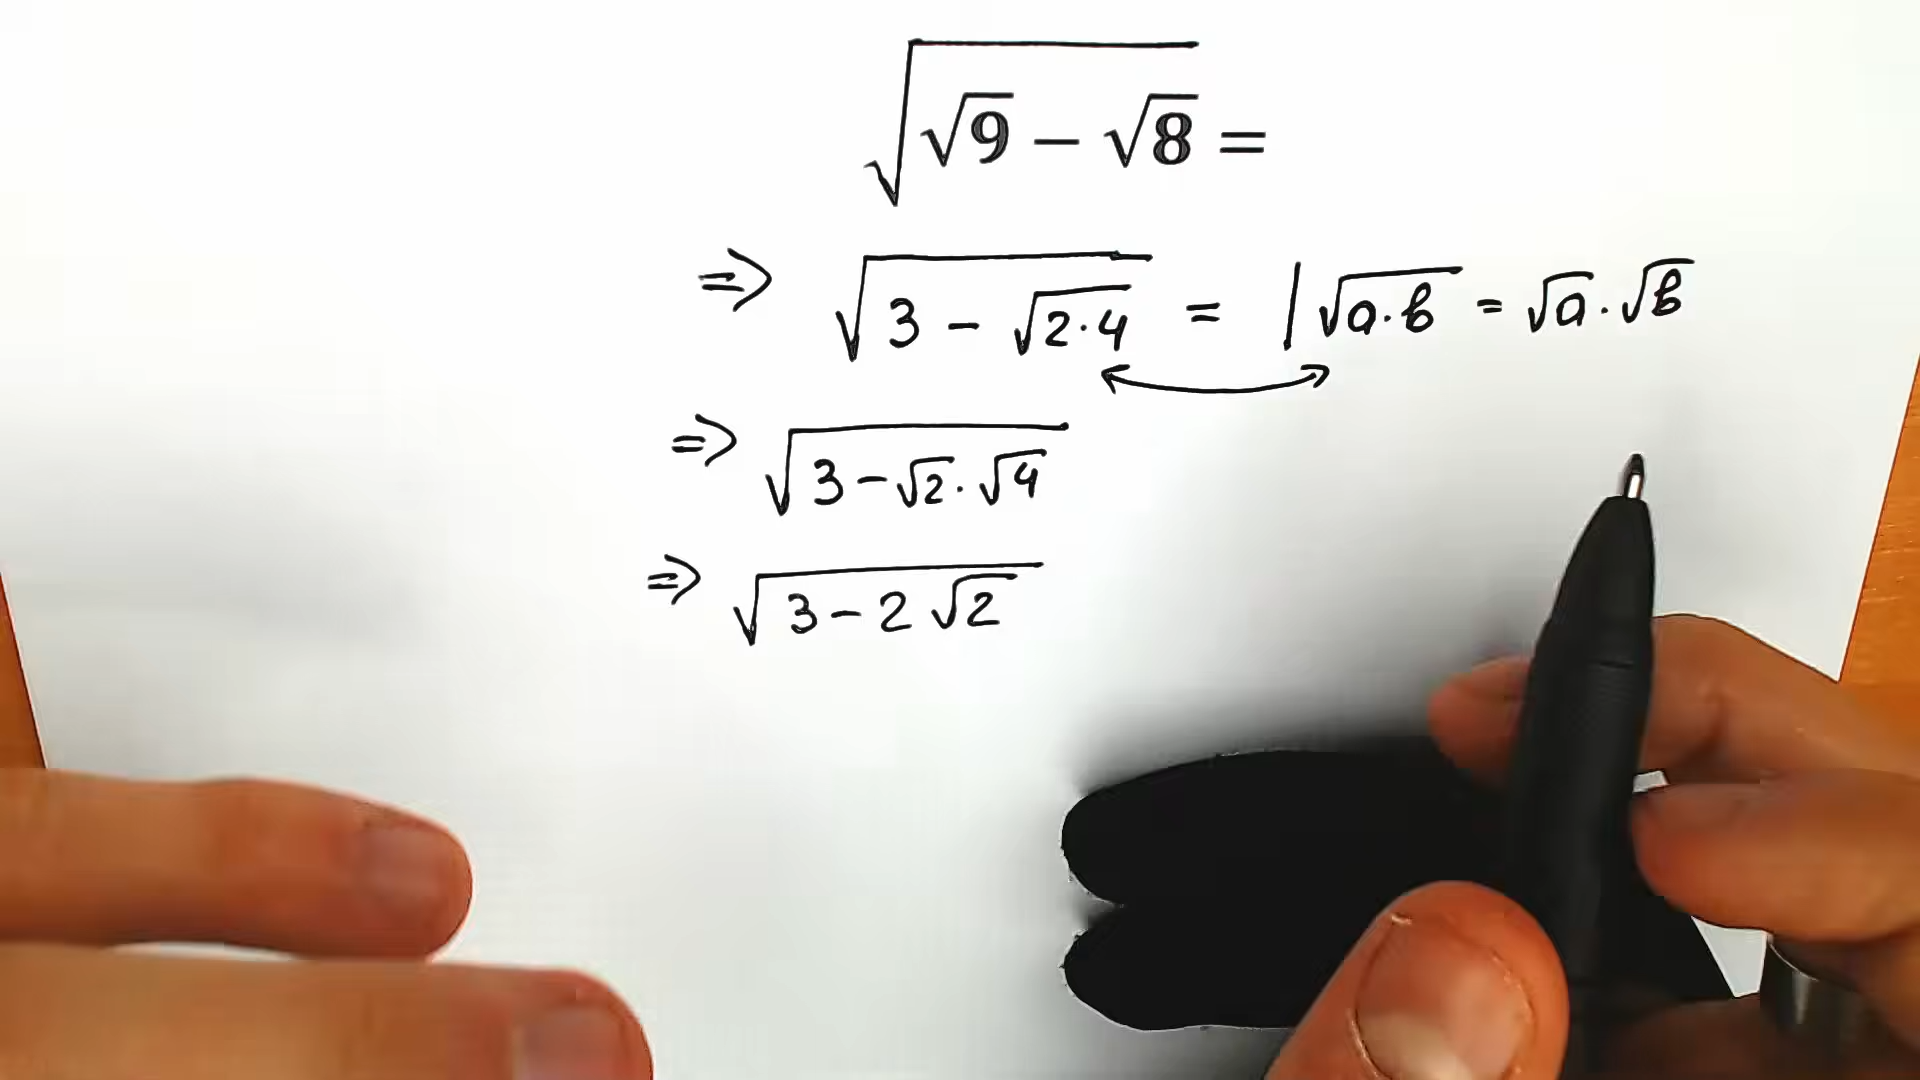 √(√9 − √8) =
=> √(3 − √(2·4)) = | √(a·b) = √a · √b
=> √(3 − √2 · √4)
=> √(3 − 2√2)